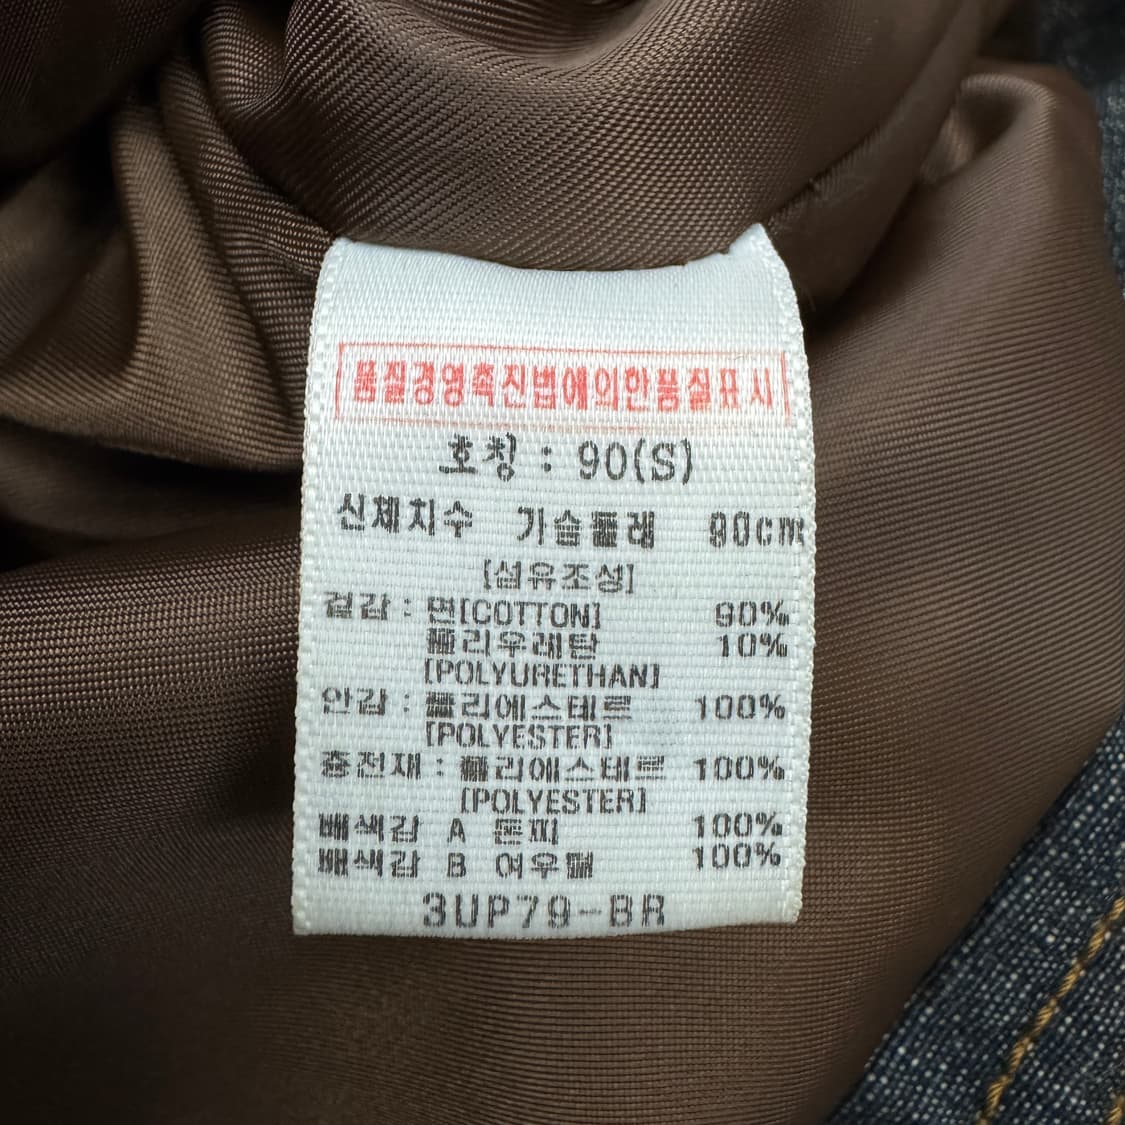 품질경영촉진법에의한품질표시
호칭 : 90(S)
신체치수 가슴둘레 90cm
[섬유조성]
겉감 : 면[COTTON] 90%
폴리우레탄 10%
[POLYURETHAN]
안감 : 폴리에스테르 100%
[POLYESTER]
충전재 : 폴리에스테르 100%
[POLYESTER]
배색감 A 돈피 100%
배색감 B 여우털 100%
3UP79-BR